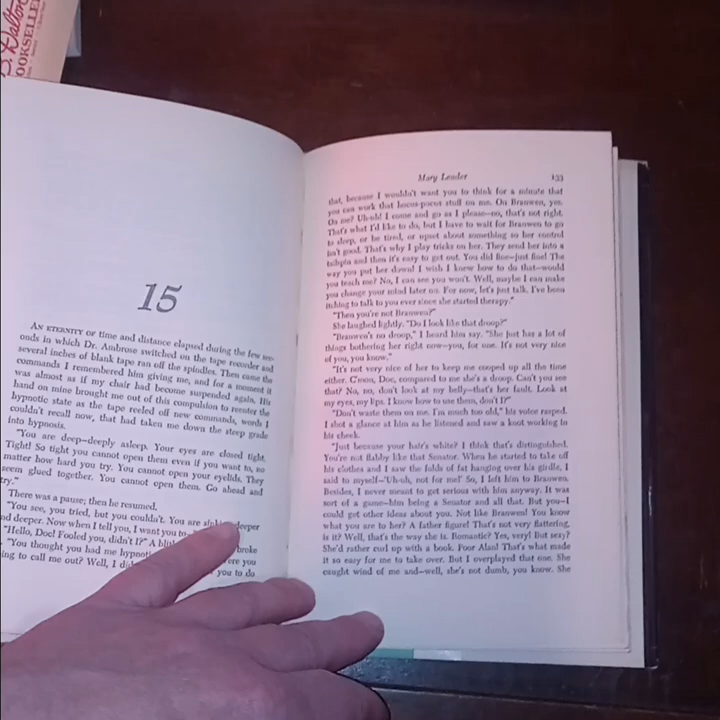 B. Dalton
BOOKSELLER
15
AN ETERNITY of time and distance elapsed during the few sec-
onds in which Dr. Ambrose switched on the tape recorder and
several inches of blank tape ran off the spindles. Then came the
commands I remembered him giving me, and for a moment it
was almost as if my chair had become suspended again. His
hand on mine brought me out of this compulsion to reenter the
hypnotic state as the tape reeled off new commands, words I
couldn't recall now, that had taken me down the steep grade
into hypnosis.
"You are deep—deeply asleep. Your eyes are closed tight.
Tight! So tight you cannot open them even if you want to, no
matter how hard you try. You cannot open your eyelids. They
seem glued together. You cannot open them. Go ahead and
try."
There was a pause; then he resumed.
"You see, you tried, but you couldn't. You are sinking deeper
nd deeper. Now when I tell you, I want you to
"Hello, Doc! Fooled you, didn't I?" A broke
"You thought you had me were you
ing to call me out? Well, I you to do
Mary Leader 133
that, because I wouldn't want you to think for a minute that
you can work that hocus-pocus stuff on me. On Branwen, yes.
On me? Uh-uh! I come and go as I please—no, that's not right.
That's what I'd like to do, but I have to wait for Branwen to go
to sleep, or be tired, or upset about something so her control
isn't good. That's why I play tricks on her. They send her into a
tailspin and then it's easy to get out. You did fine—just fine! The
way you put her down! I wish I knew how to do that—would
you teach me? No, I can see you won't. Well, maybe I can make
you change your mind later on. For now, let's just talk. I've been
itching to talk to you ever since she started therapy."
"Then you're not Branwen?"
She laughed lightly. "Do I look like that droop?"
"Branwen's no droop," I heard him say. "She just has a lot of
things bothering her right now—you, for one. It's not very nice
of you, you know."
"It's not very nice of her to keep me cooped up all the time
either. C'mon, Doc, compared to me she's a droop. Can't you see
that? No, no, don't look at my belly—that's her fault. Look at
my eyes, my lips. I know how to use them, don't I?"
"Don't waste them on me. I'm much too old," his voice rasped.
I shot a glance at him as he listened and saw a knot working in
his cheek.
"Just because your hair's white? I think that's distinguished.
You're not flabby like that Senator. When he started to take off
his clothes and I saw the folds of fat hanging over his girdle, I
said to myself—'Uh-uh, not for me!' So, I left him to Branwen.
Besides, I never meant to get serious with him anyway. It was
sort of a game—him being a Senator and all that. But you—I
could get other ideas about you. Not like Branwen! You know
what you are to her? A father figure! That's not very flattering,
is it? Well, that's the way she is. Romantic? Yes, very! But sexy?
She'd rather curl up with a book. Poor Alan! That's what made
it so easy for me to take over. But I overplayed that one. She
caught wind of me and—well, she's not dumb, you know. She